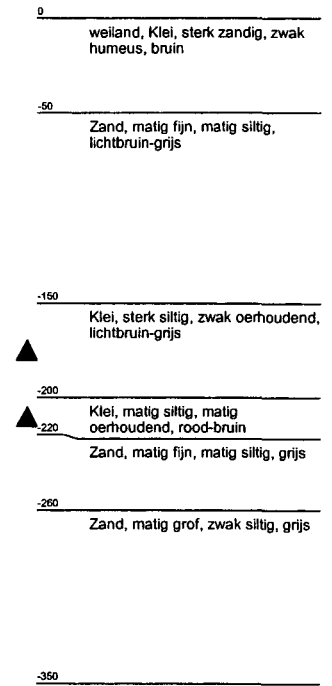 0
weiland, Klei, sterk zandig, zwak
humeus, bruin
-50
Zand, matig fijn, matig siltig,
lichtbruin-grijs
-150
Klei, sterk siltig, zwak oerhoudend,
lichtbruin-grijs
-200
Klei, matig siltig, matig
oerhoudend, rood-bruin
-220
Zand, matig fijn, matig siltig, grijs
-260
Zand, matig grof, zwak siltig, grijs
-350